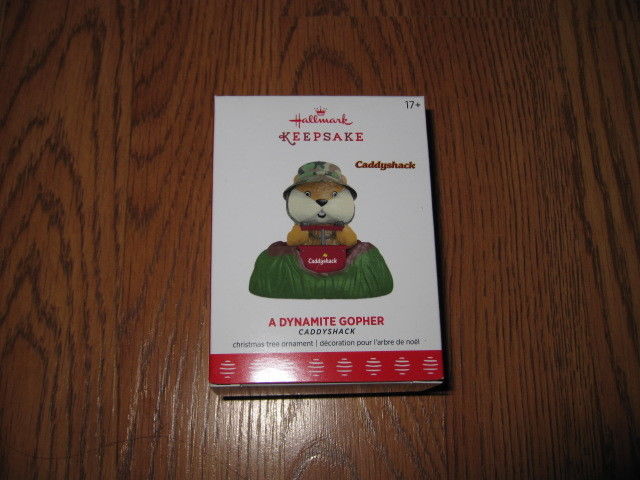 17+
Hallmark
KEEPSAKE
Caddyshack
Caddyshack
A DYNAMITE GOPHER
CADDYSHACK
christmas tree ornament | décoration pour l'arbre de noël